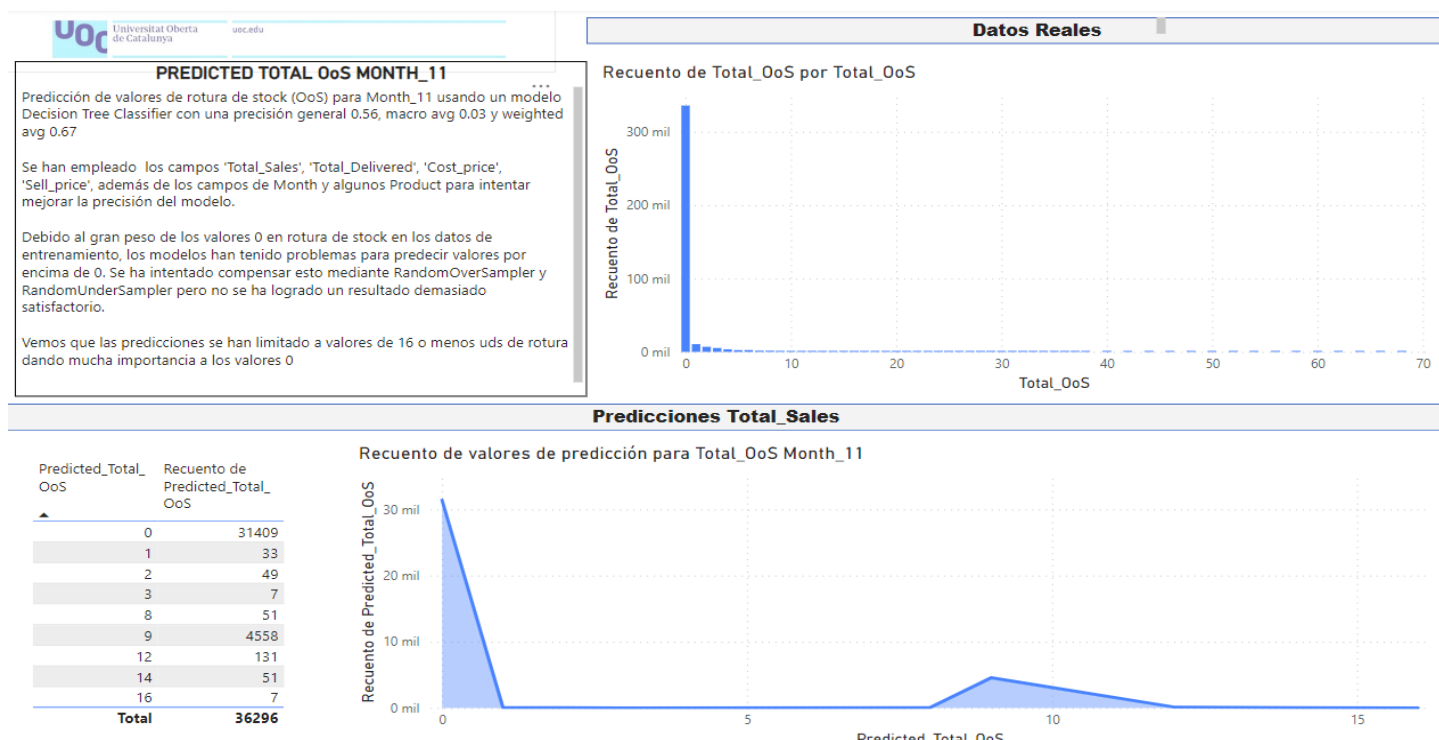 UOC Universitat Oberta de Catalunya
uoc.edu
PREDICTED TOTAL OoS MONTH_11
...
Predicción de valores de rotura de stock (OoS) para Month_11 usando un modelo
Decision Tree Classifier con una precisión general 0.56, macro avg 0.03 y weighted
avg 0.67
Se han empleado los campos 'Total_Sales', 'Total_Delivered', 'Cost_price',
'Sell_price', además de los campos de Month y algunos Product para intentar
mejorar la precisión del modelo.
Debido al gran peso de los valores 0 en rotura de stock en los datos de
entrenamiento, los modelos han tenido problemas para predecir valores por
encima de 0. Se ha intentado compensar esto mediante RandomOverSampler y
RandomUnderSampler pero no se ha logrado un resultado demasiado
satisfactorio.
Vemos que las predicciones se han limitado a valores de 16 o menos uds de rotura
dando mucha importancia a los valores 0
Datos Reales
Recuento de Total_OoS por Total_OoS
Recuento de Total_OoS
300 mil
200 mil
100 mil
0 mil
0 10 20 30 40 50 60 70
Total_OoS
Predicciones Total_Sales
Predicted_Total_
OoS
Recuento de
Predicted_Total_
OoS
0 31409
1 33
2 49
3 7
8 51
9 4558
12 131
14 51
16 7
Total 36296
Recuento de valores de predicción para Total_OoS Month_11
Recuento de Predicted_Total_OoS
30 mil
20 mil
10 mil
0 mil
0 5 10 15
Predicted_Total_OoS